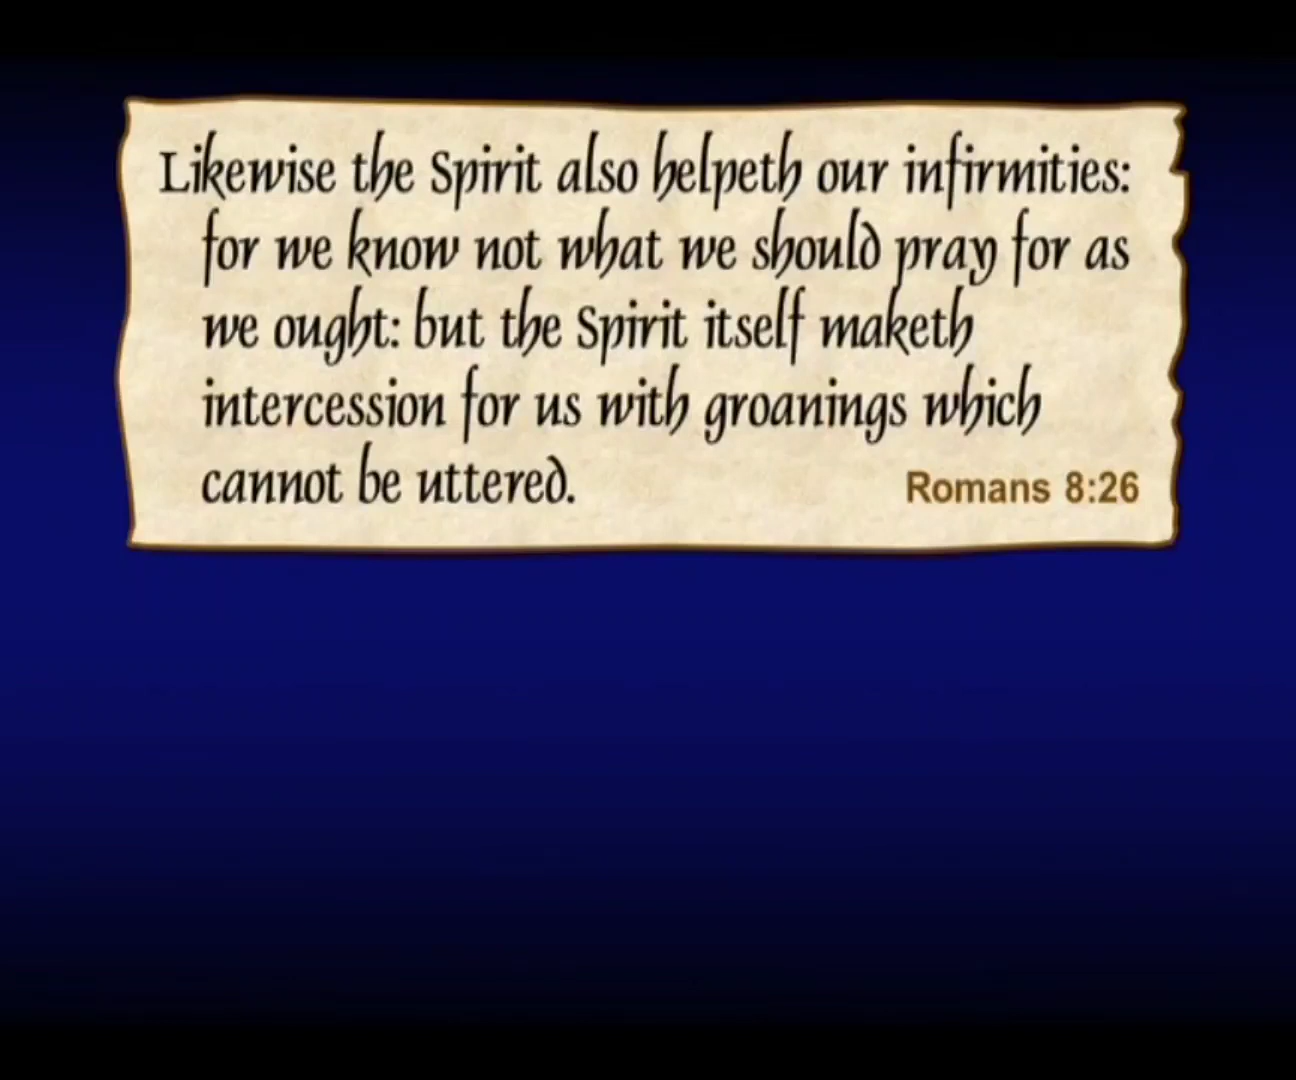 Likewise the Spirit also helpeth our infirmities:
for we know not what we should pray for as
we ought: but the Spirit itself maketh
intercession for us with groanings which
cannot be uttered.
Romans 8:26